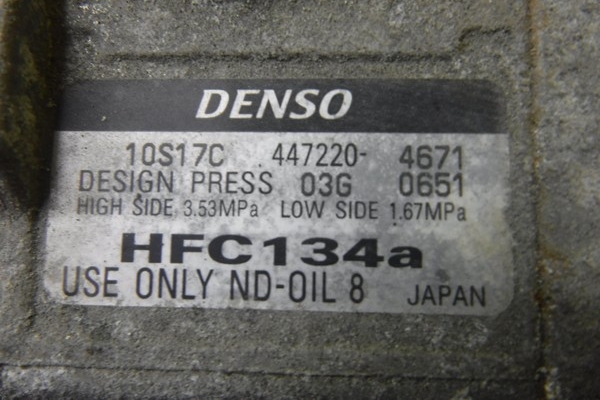 DENSO
10S17C 447220- 4671
DESIGN PRESS 03G 0651
HIGH SIDE 3.53MPa LOW SIDE 1.67MPa
HFC134a
USE ONLY ND-OIL 8 JAPAN